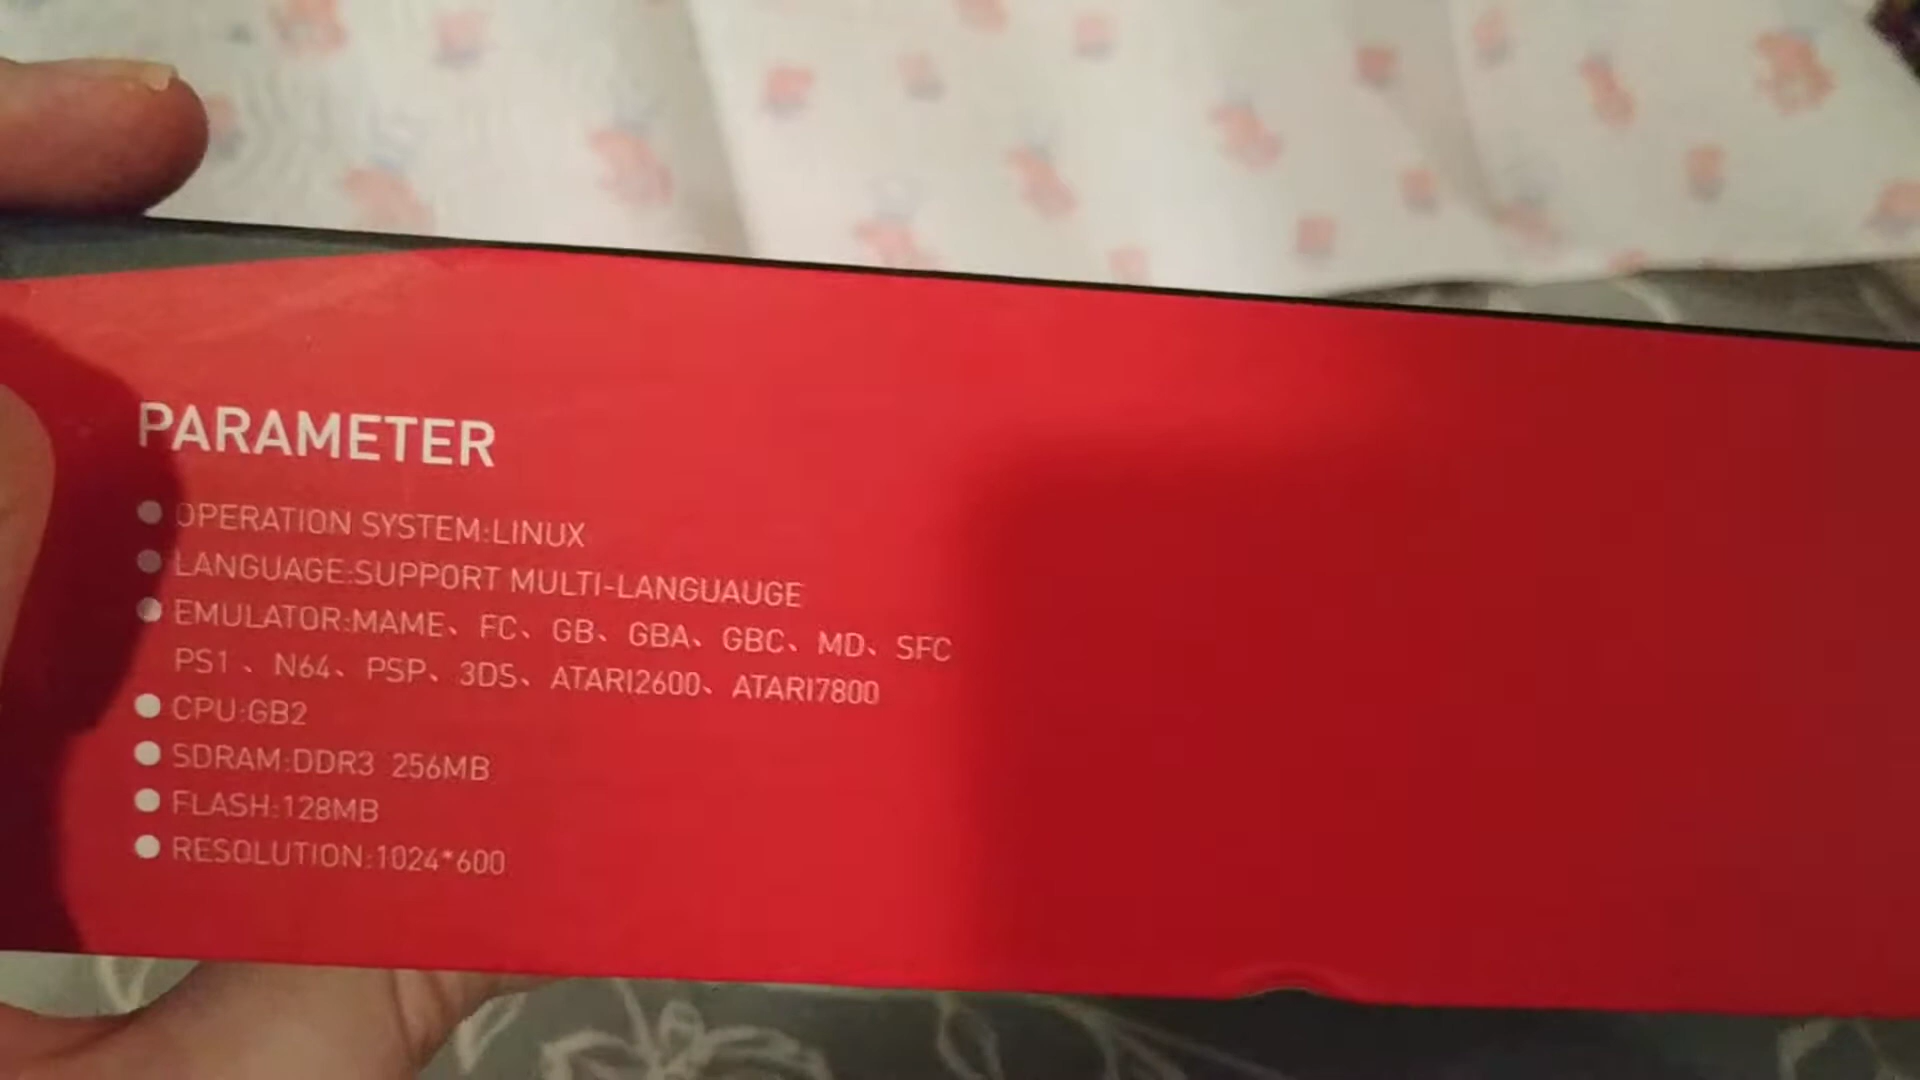 PARAMETER
OPERATION SYSTEM:LINUX
LANGUAGE:SUPPORT MULTI-LANGUAUGE
EMULATOR:MAME、FC、GB、GBA、GBC、MD、SFC
PS1、N64、PSP、3DS、ATARI2600、ATARI7800
CPU:GB2
SDRAM:DDR3 256MB
FLASH:128MB
RESOLUTION:1024*600